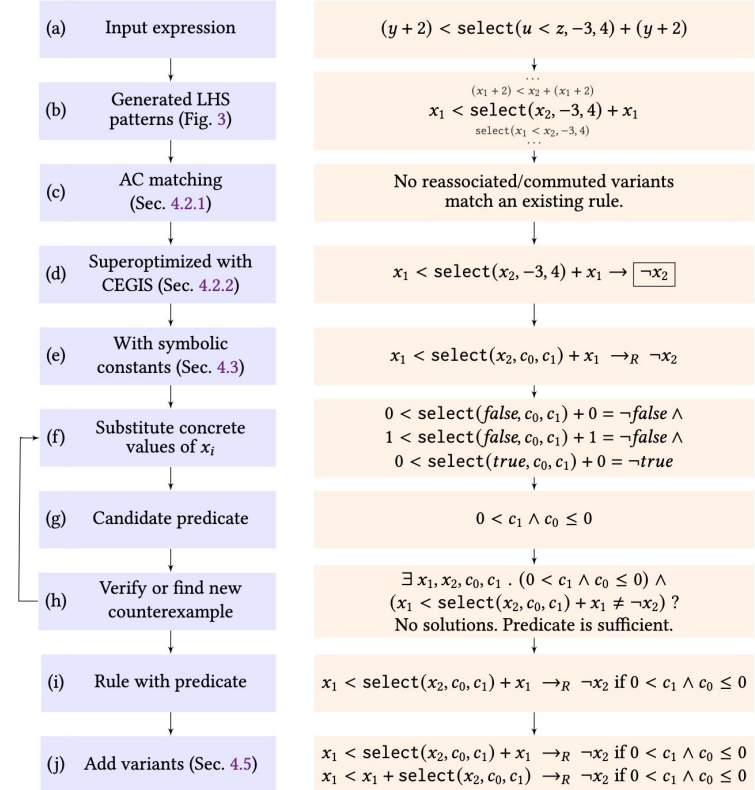 (a) Input expression
(y + 2) < select(u < z, −3, 4) + (y + 2)
(b) Generated LHS
patterns (Fig. 3)
...
(x₁ + 2) < x₂ + (x₁ + 2)
x₁ < select(x₂, −3, 4) + x₁
select(x₁ < x₂, −3, 4)
...
(c) AC matching
(Sec. 4.2.1)
No reassociated/commuted variants
match an existing rule.
(d) Superoptimized with
CEGIS (Sec. 4.2.2)
x₁ < select(x₂, −3, 4) + x₁ → ¬x₂
(e) With symbolic
constants (Sec. 4.3)
x₁ < select(x₂, c₀, c₁) + x₁ →R ¬x₂
(f) Substitute concrete
values of xᵢ
0 < select(false, c₀, c₁) + 0 = ¬false ∧
1 < select(false, c₀, c₁) + 1 = ¬false ∧
0 < select(true, c₀, c₁) + 0 = ¬true
(g) Candidate predicate
0 < c₁ ∧ c₀ ≤ 0
(h) Verify or find new
counterexample
∃ x₁, x₂, c₀, c₁ . (0 < c₁ ∧ c₀ ≤ 0) ∧
(x₁ < select(x₂, c₀, c₁) + x₁ ≠ ¬x₂) ?
No solutions. Predicate is sufficient.
(i) Rule with predicate
x₁ < select(x₂, c₀, c₁) + x₁ →R ¬x₂ if 0 < c₁ ∧ c₀ ≤ 0
(j) Add variants (Sec. 4.5)
x₁ < select(x₂, c₀, c₁) + x₁ →R ¬x₂ if 0 < c₁ ∧ c₀ ≤ 0
x₁ < x₁ + select(x₂, c₀, c₁) →R ¬x₂ if 0 < c₁ ∧ c₀ ≤ 0